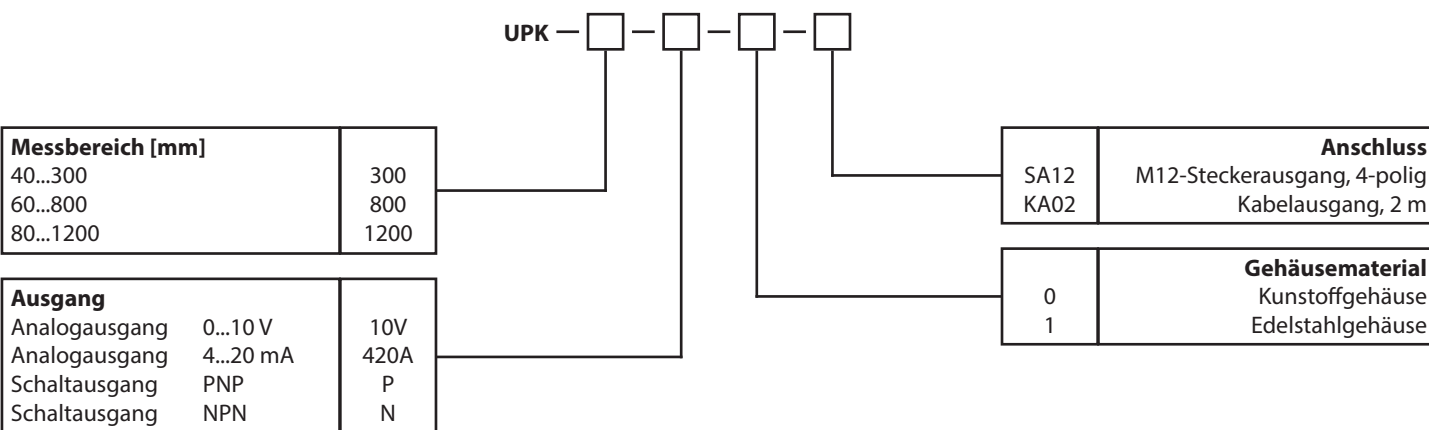 UPK
Messbereich [mm]
40...300 300
60...800 800
80...1200 1200
Ausgang
Analogausgang 0...10 V 10V
Analogausgang 4...20 mA 420A
Schaltausgang PNP P
Schaltausgang NPN N
Anschluss
SA12 M12-Steckerausgang, 4-polig
KA02 Kabelausgang, 2 m
Gehäusematerial
0 Kunstoffgehäuse
1 Edelstahlgehäuse